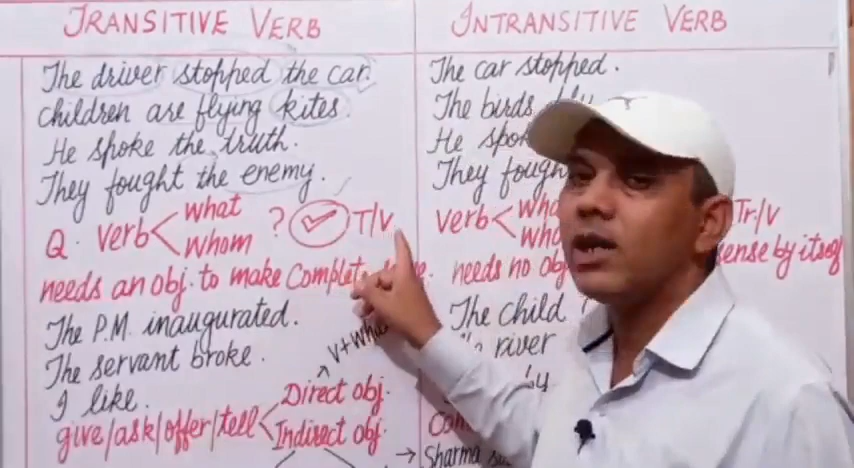 TRANSITIVE VERB
The driver stopped the car.
children are flying kites.
He spoke the truth.
They fought the enemy.
Q. verb < what
whom ? ✓ T/V
needs an obj. to make Complete
The P.M. inaugurated.
The servant broke.
I like.
give/ask/offer/tell < Direct obj.
Indirect obj.
INTRANSITIVE VERB
The car stopped.
The birds
He
They
verb < Tr/V
needs no sense by itself
The child
river
→ Sharma